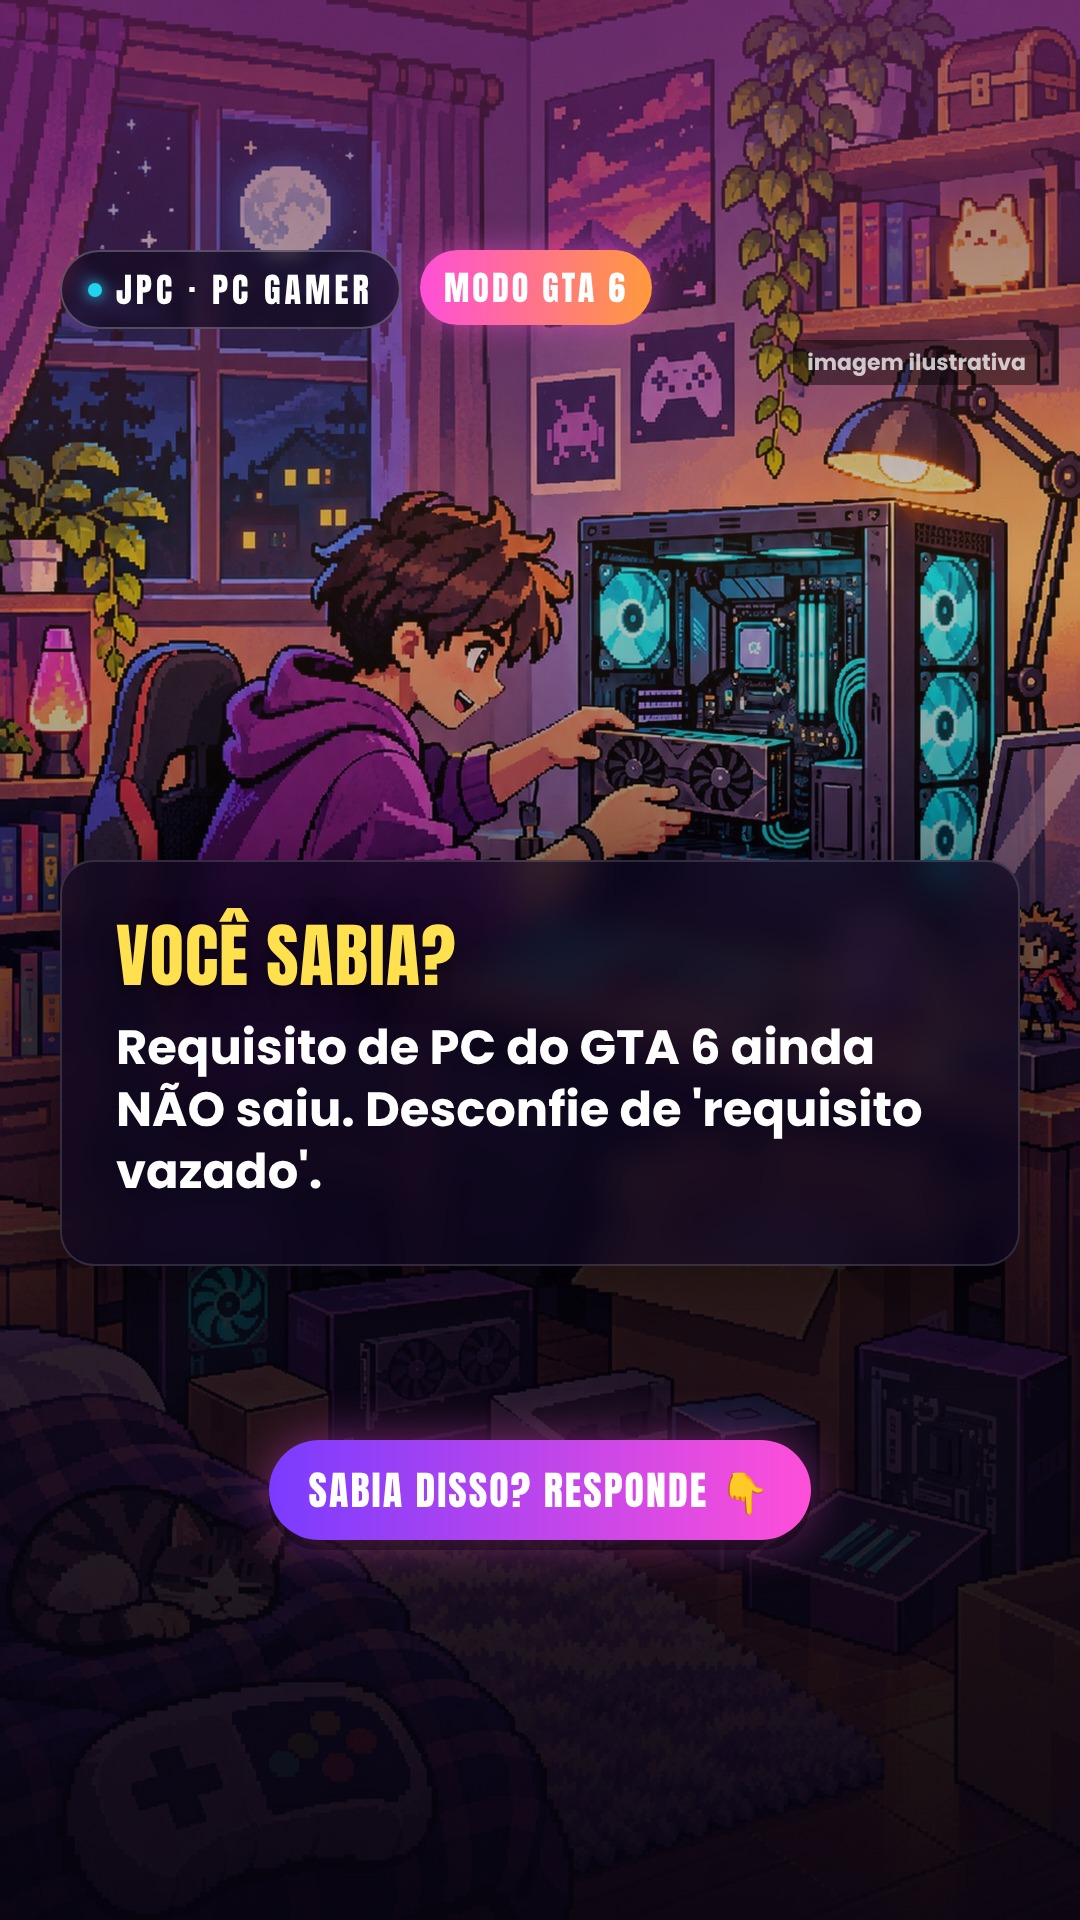 JPC · PC GAMER
MODO GTA 6
imagem ilustrativa
VOCÊ SABIA?
Requisito de PC do GTA 6 ainda
NÃO saiu. Desconfie de 'requisito
vazado'.
SABIA DISSO? RESPONDE 👇